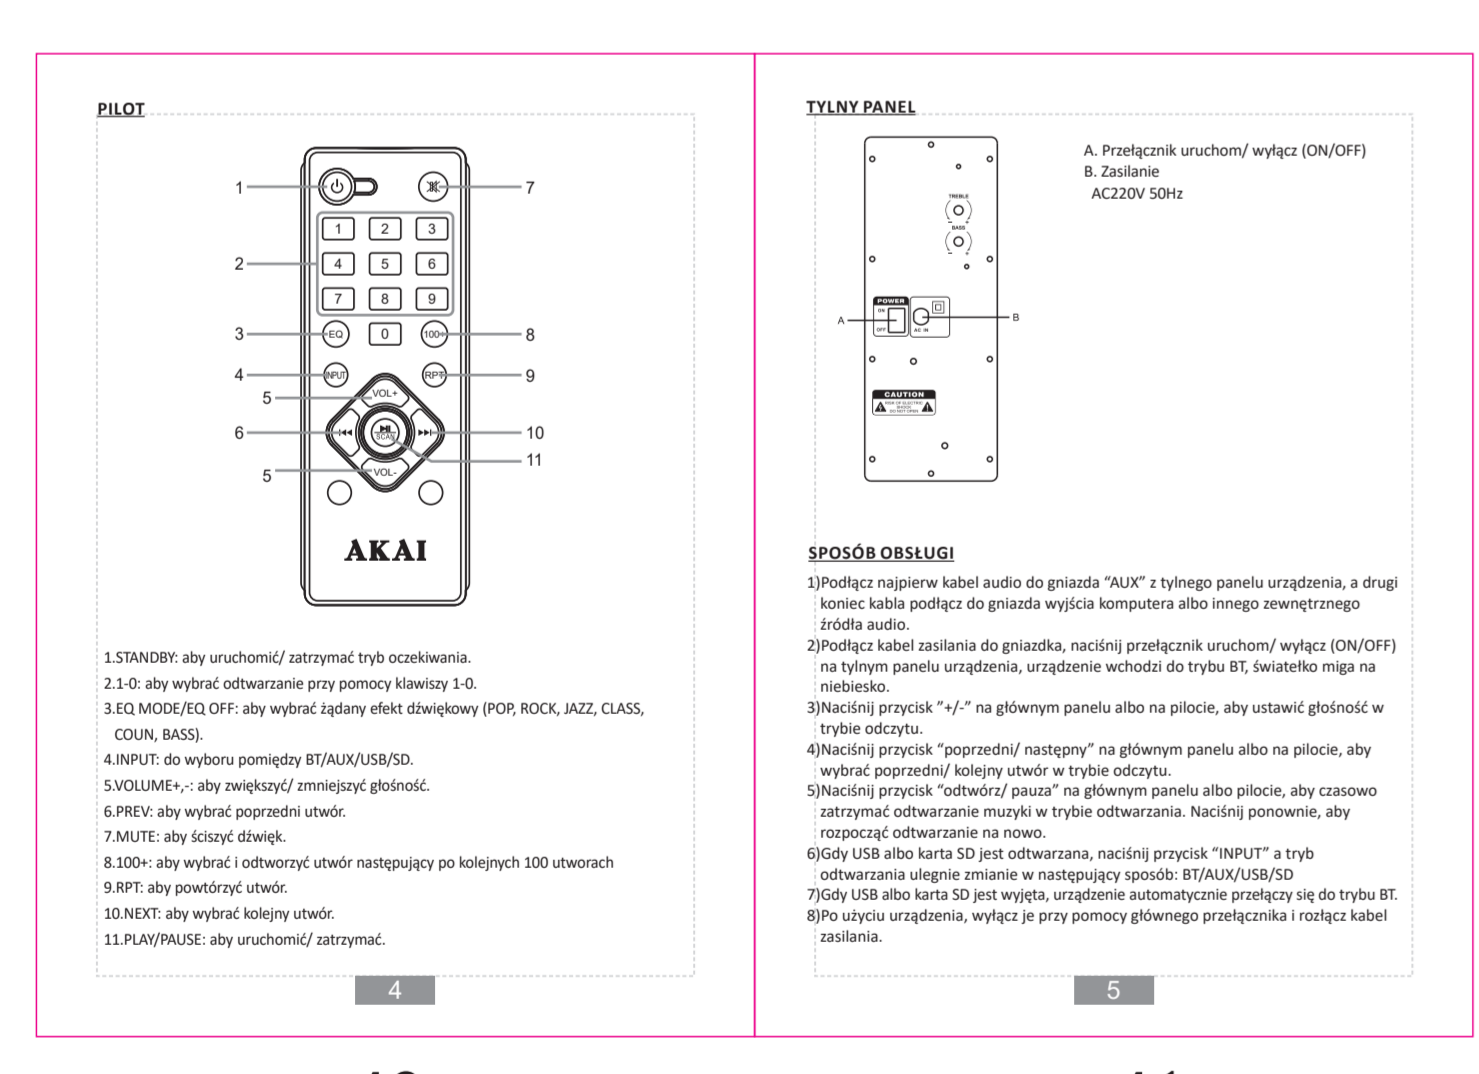 PILOT
1
7
1 2 3
2
4 5 6
7 8 9
3
EQ
0
100+
8
4
INPUT
RPT
9
5
VOL+
6
SCAN
10
11
5
VOL-
AKAI
1.STANDBY: aby uruchomić/ zatrzymać tryb oczekiwania.
2.1-0: aby wybrać odtwarzanie przy pomocy klawiszy 1-0.
3.EQ MODE/EQ OFF: aby wybrać żądany efekt dźwiękowy (POP, ROCK, JAZZ, CLASS,
COUN, BASS).
4.INPUT: do wyboru pomiędzy BT/AUX/USB/SD.
5.VOLUME+,-: aby zwiększyć/ zmniejszyć głośność.
6.PREV: aby wybrać poprzedni utwór.
7.MUTE: aby ściszyć dźwięk.
8.100+: aby wybrać i odtworzyć utwór następujący po kolejnych 100 utworach
9.RPT: aby powtórzyć utwór.
10.NEXT: aby wybrać kolejny utwór.
11.PLAY/PAUSE: aby uruchomić/ zatrzymać.
4
TYLNY PANEL
A. Przełącznik uruchom/ wyłącz (ON/OFF)
B. Zasilanie
AC220V 50Hz
TREBLE
- +
BASS
- +
POWER
ON
OFF
AC IN
A
B
CAUTION
RISK OF ELECTRIC
SHOCK
DO NOT OPEN
SPOSÓB OBSŁUGI
1)Podłącz najpierw kabel audio do gniazda “AUX” z tylnego panelu urządzenia, a drugi
koniec kabla podłącz do gniazda wyjścia komputera albo innego zewnętrznego
źródła audio.
2)Podłącz kabel zasilania do gniazdka, naciśnij przełącznik uruchom/ wyłącz (ON/OFF)
na tylnym panelu urządzenia, urządzenie wchodzi do trybu BT, światełko miga na
niebiesko.
3)Naciśnij przycisk ”+/-” na głównym panelu albo na pilocie, aby ustawić głośność w
trybie odczytu.
4)Naciśnij przycisk “poprzedni/ następny” na głównym panelu albo na pilocie, aby
wybrać poprzedni/ kolejny utwór w trybie odczytu.
5)Naciśnij przycisk “odtwórz/ pauza” na głównym panelu albo pilocie, aby czasowo
zatrzymać odtwarzanie muzyki w trybie odtwarzania. Naciśnij ponownie, aby
rozpocząć odtwarzanie na nowo.
6)Gdy USB albo karta SD jest odtwarzana, naciśnij przycisk “INPUT” a tryb
odtwarzania ulegnie zmianie w następujący sposób: BT/AUX/USB/SD
7)Gdy USB albo karta SD jest wyjęta, urządzenie automatycznie przełączy się do trybu BT.
8)Po użyciu urządzenia, wyłącz je przy pomocy głównego przełącznika i rozłącz kabel
zasilania.
5